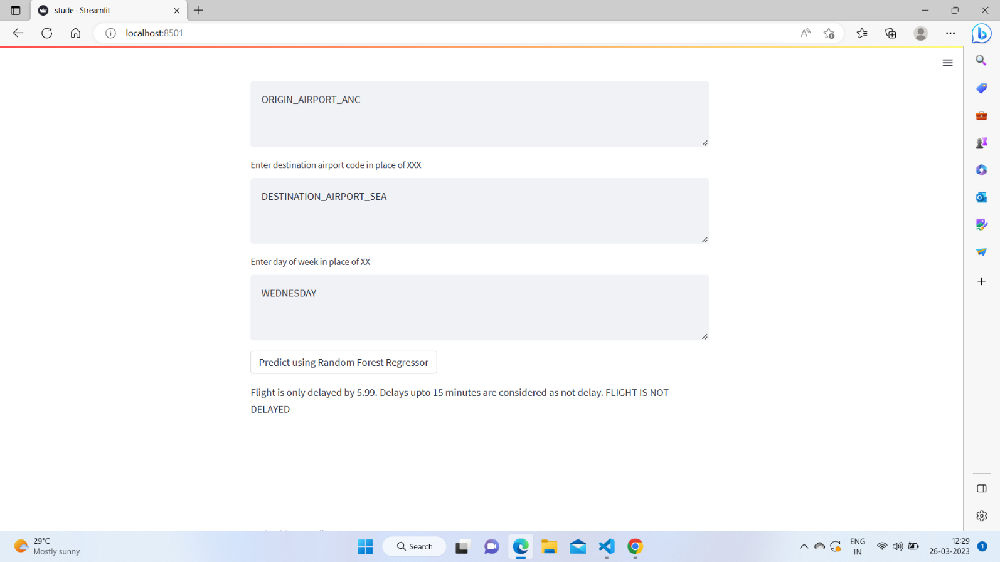 stude · Streamlit
localhost:8501
ORIGIN_AIRPORT_ANC
Enter destination airport code in place of XXX
DESTINATION_AIRPORT_SEA
Enter day of week in place of XX
WEDNESDAY
Predict using Random Forest Regressor
Flight is only delayed by 5.99. Delays upto 15 minutes are considered as not delay. FLIGHT IS NOT
DELAYED
29°C
Mostly sunny
Search
ENG
IN
12:29
26-03-2023
1